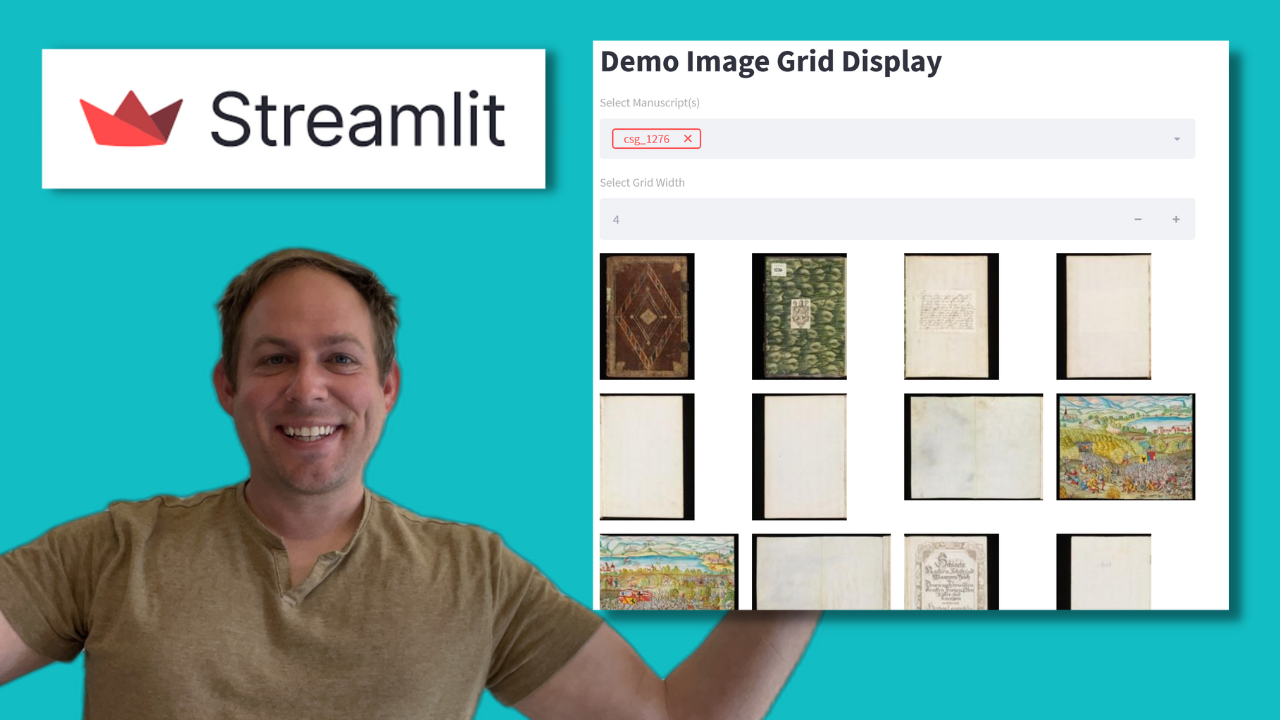 Streamlit
Demo Image Grid Display
Select Manuscript(s)
csg_1276
Select Grid Width
4